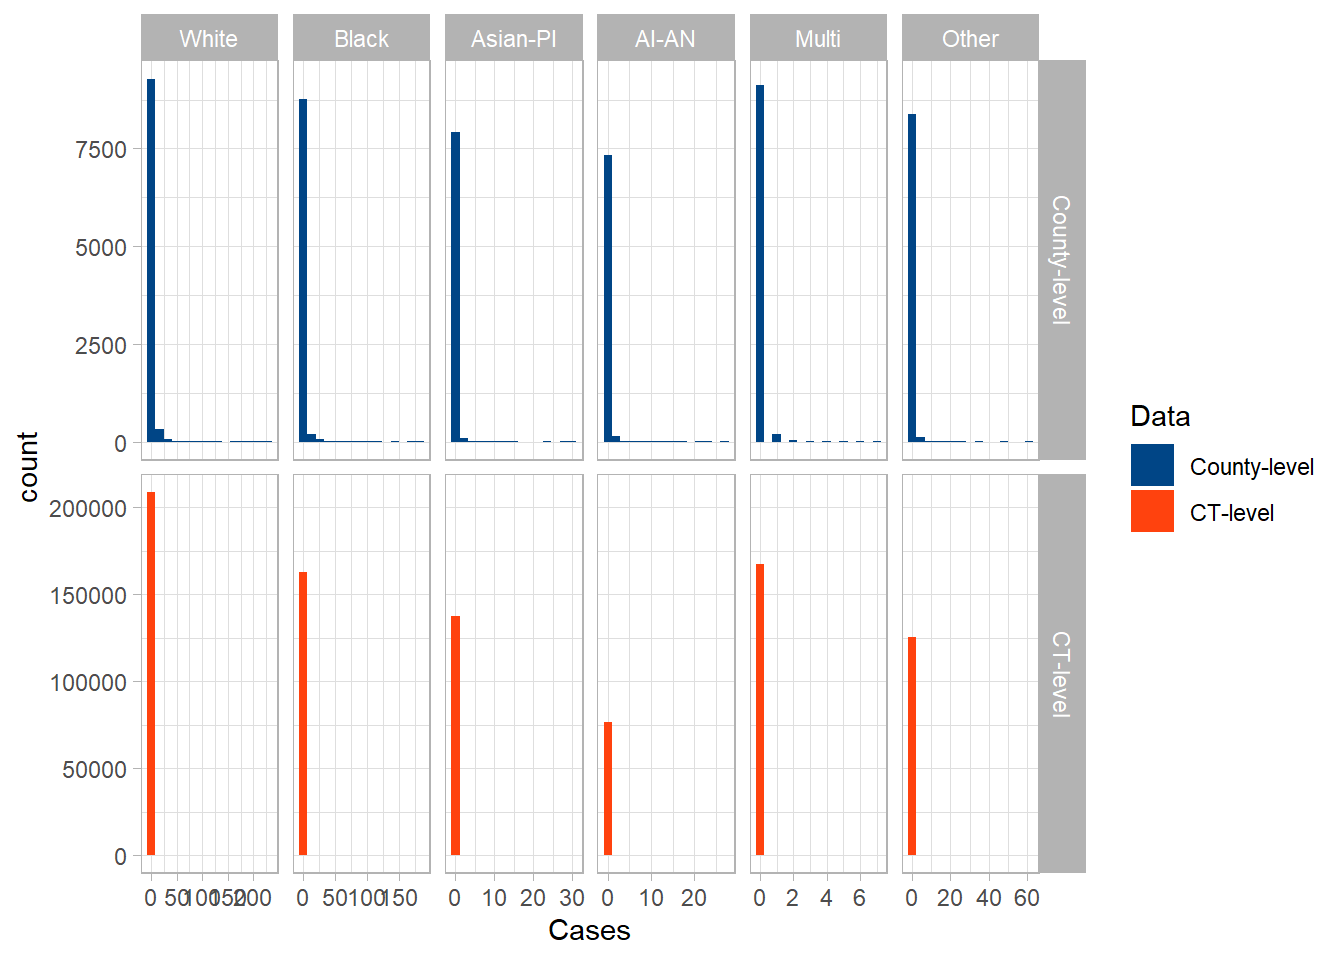 White Black Asian-PI AI-AN Multi Other
7500
5000
2500
0
County-level
count
200000
150000
100000
50000
0
CT-level
0 50 100 150 200 0 50 100 150 0 10 20 30 0 10 20 0 2 4 6 0 20 40 60
Cases
Data
County-level
CT-level